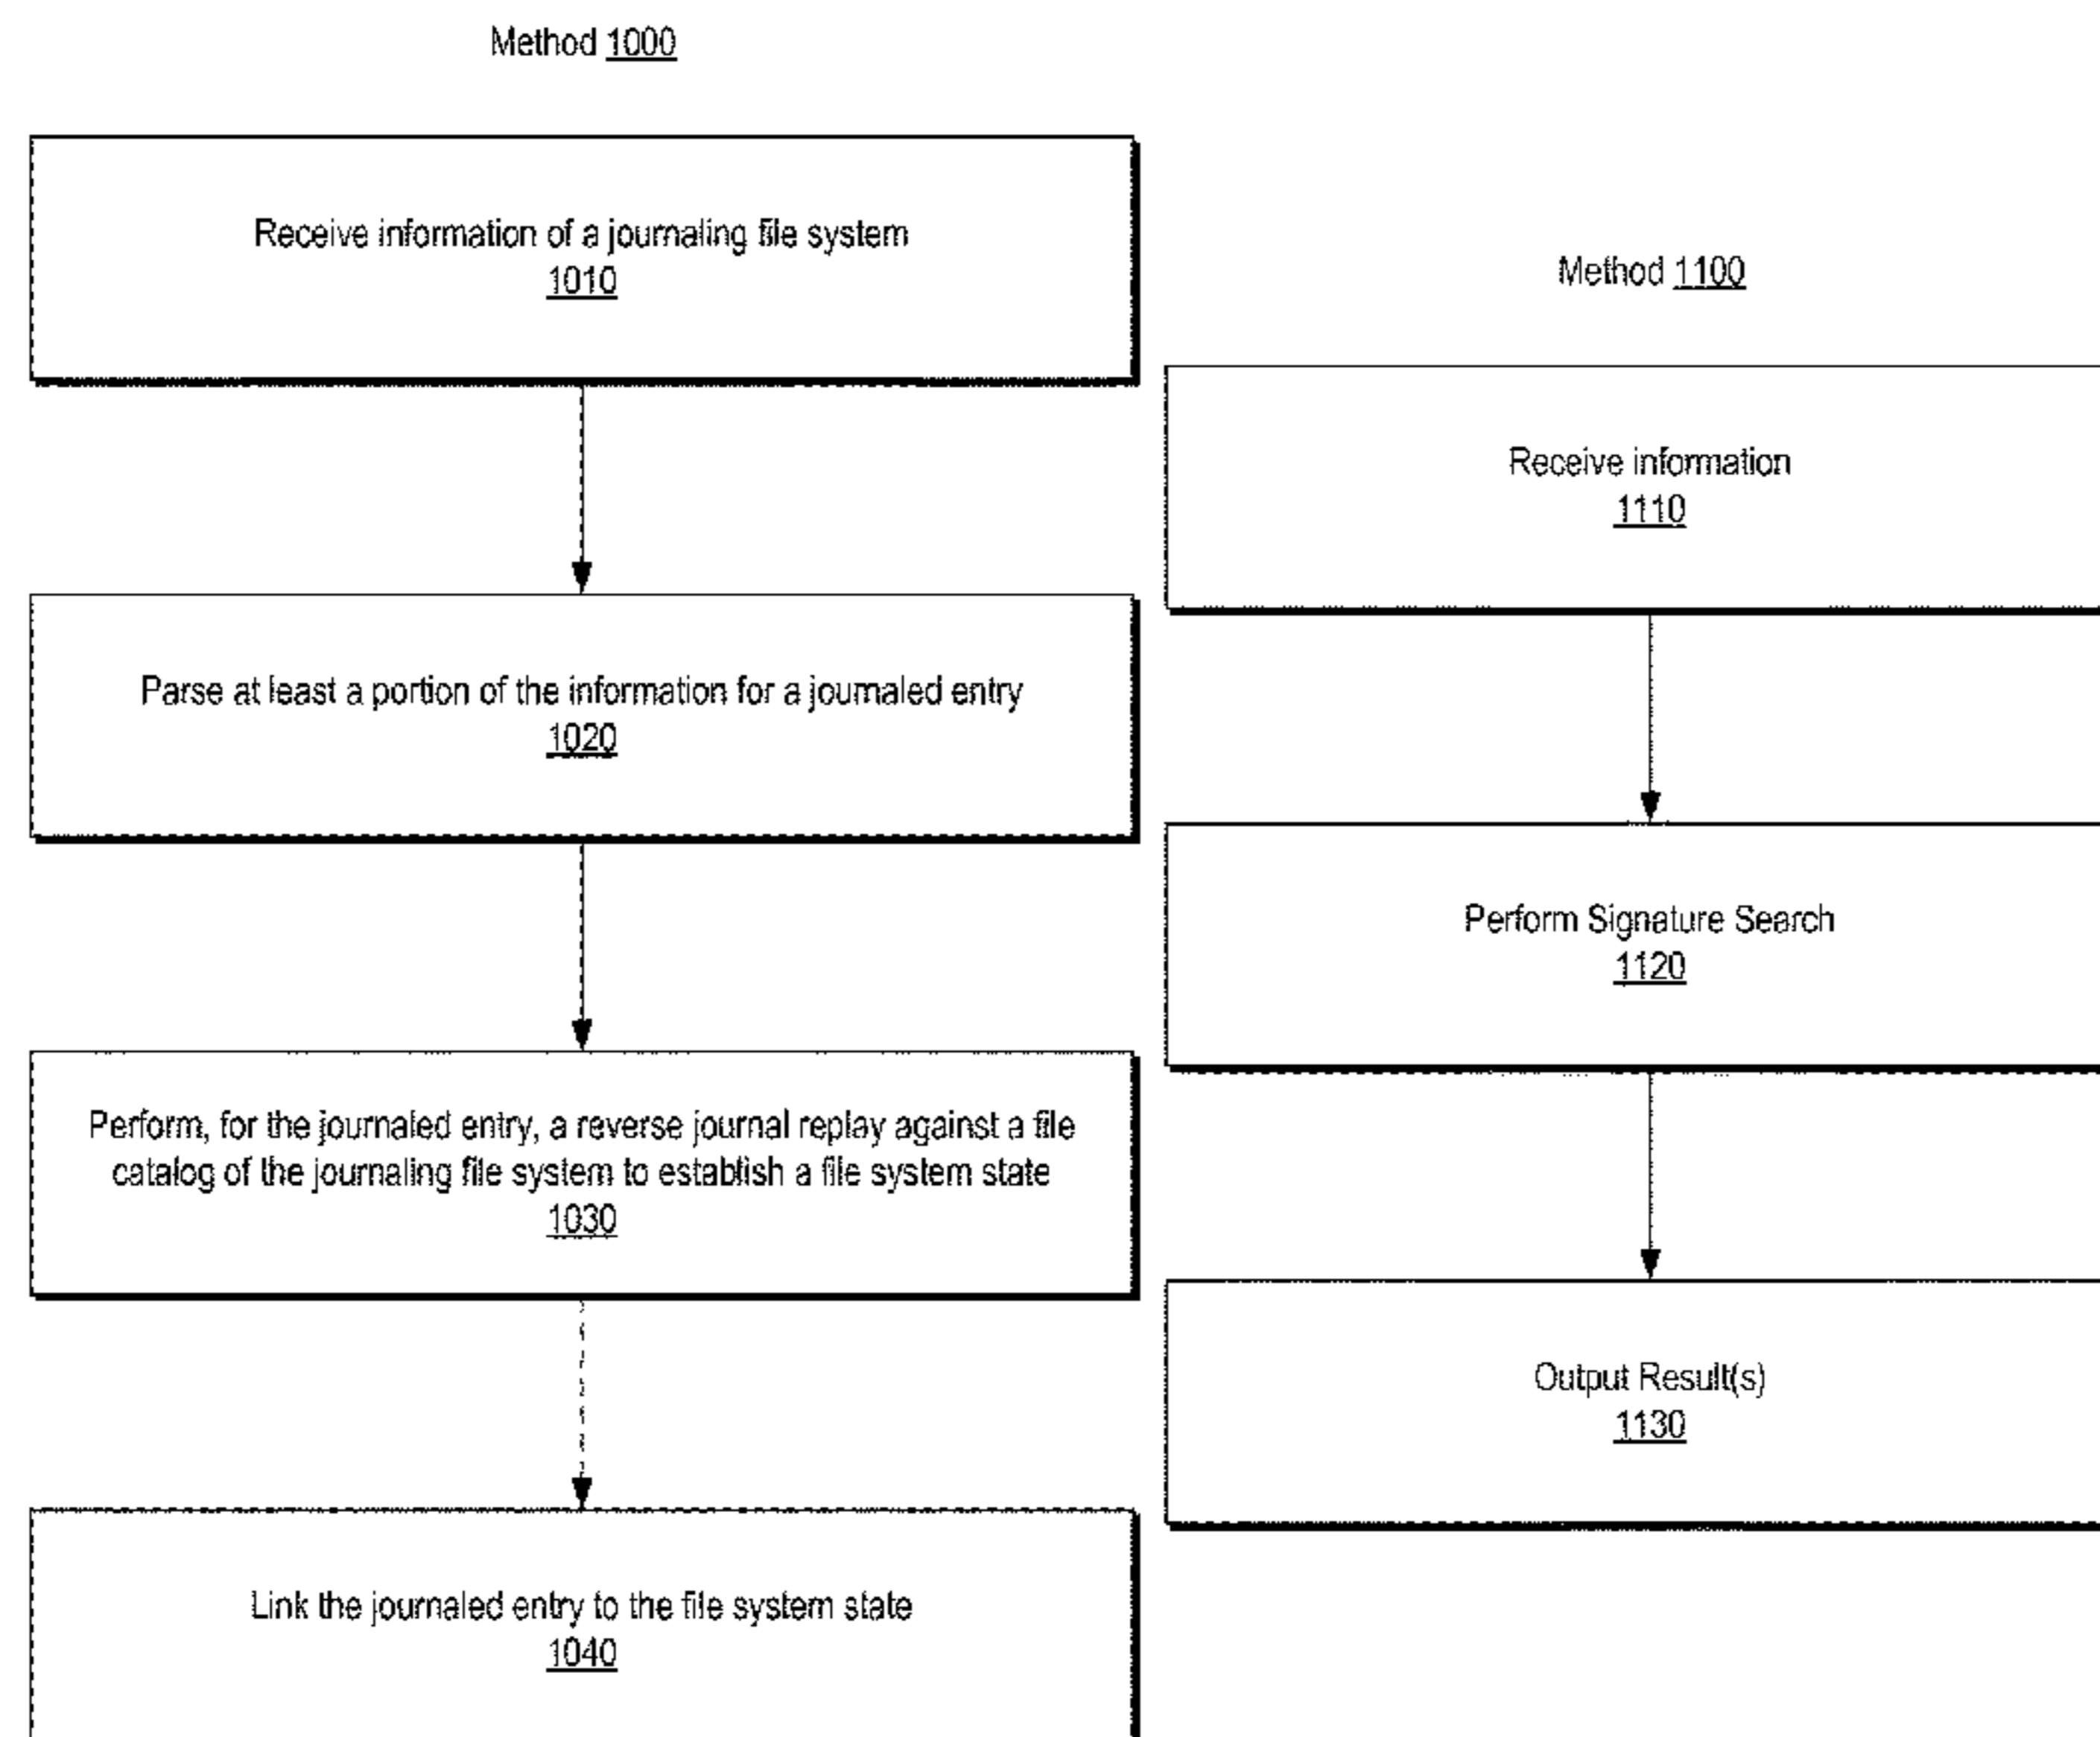 Method 1000
Receive information of a journaling file system
1010
Parse at least a portion of the information for a journaled entry
1020
Perform, for the journaled entry, a reverse journal replay against a file
catalog of the journaling file system to establish a file system state
1030
Link the journaled entry to the file system state
1040
Method 1100
Receive information
1110
Perform Signature Search
1120
Output Result(s)
1130